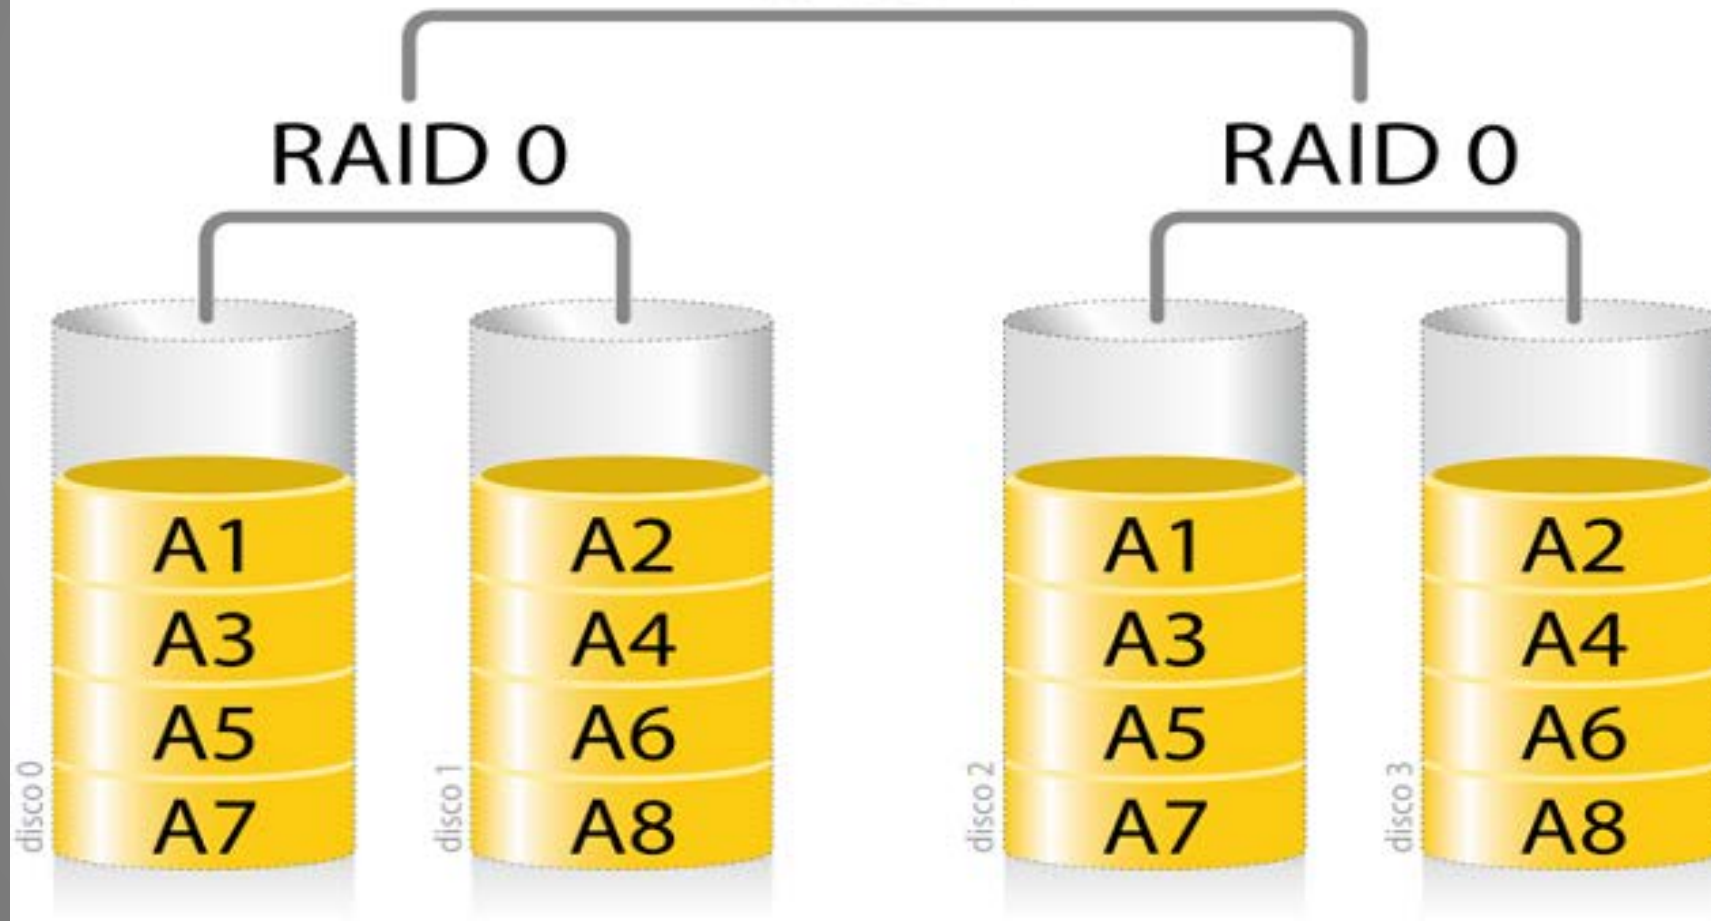 RAID 0 RAID 0
A1 A2 A1 A2
A3 A4 A3 A4
A5 A6 A5 A6
A7 A8 A7 A8
disco 0 disco 1 disco 2 disco 3